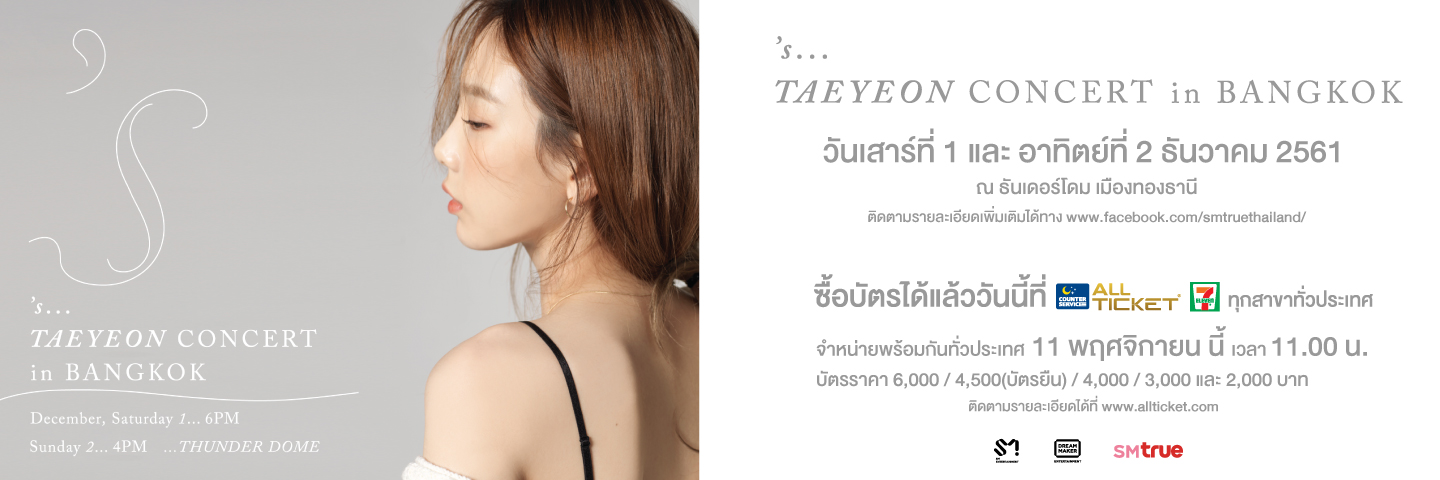 's
's...
TAEYEON CONCERT
in BANGKOK
December, Saturday 1... 6PM
Sunday 2... 4PM ...THUNDER DOME
's...
TAEYEON CONCERT in BANGKOK
วันเสาร์ที่ 1 และ อาทิตย์ที่ 2 ธันวาคม 2561
ณ ธันเดอร์โดม เมืองทองธานี
ติดตามรายละเอียดเพิ่มเติมได้ทาง www.facebook.com/smtruethailand/
ซื้อบัตรได้แล้ววันนี้ที่ COUNTER SERVICE ALL TICKET 7 ELEVEN ทุกสาขาทั่วประเทศ
จำหน่ายพร้อมกันทั่วประเทศ 11 พฤศจิกายน นี้ เวลา 11.00 น.
บัตรราคา 6,000 / 4,500(บัตรยืน) / 4,000 / 3,000 และ 2,000 บาท
ติดตามรายละเอียดได้ที่ www.allticket.com
SM DREAM MAKER ENTERTAINMENT SMtrue